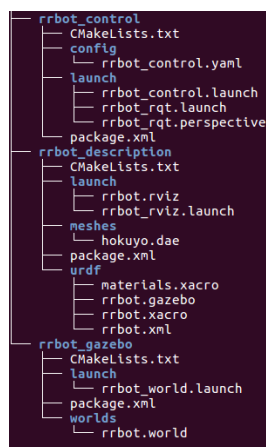 rrbot_control
CMakeLists.txt
config
rrbot_control.yaml
launch
rrbot_control.launch
rrbot_rqt.launch
rrbot_rqt.perspective
package.xml
rrbot_description
CMakeLists.txt
launch
rrbot.rviz
rrbot_rviz.launch
meshes
hokuyo.dae
package.xml
urdf
materials.xacro
rrbot.gazebo
rrbot.xacro
rrbot.xml
rrbot_gazebo
CMakeLists.txt
launch
rrbot_world.launch
package.xml
worlds
rrbot.world